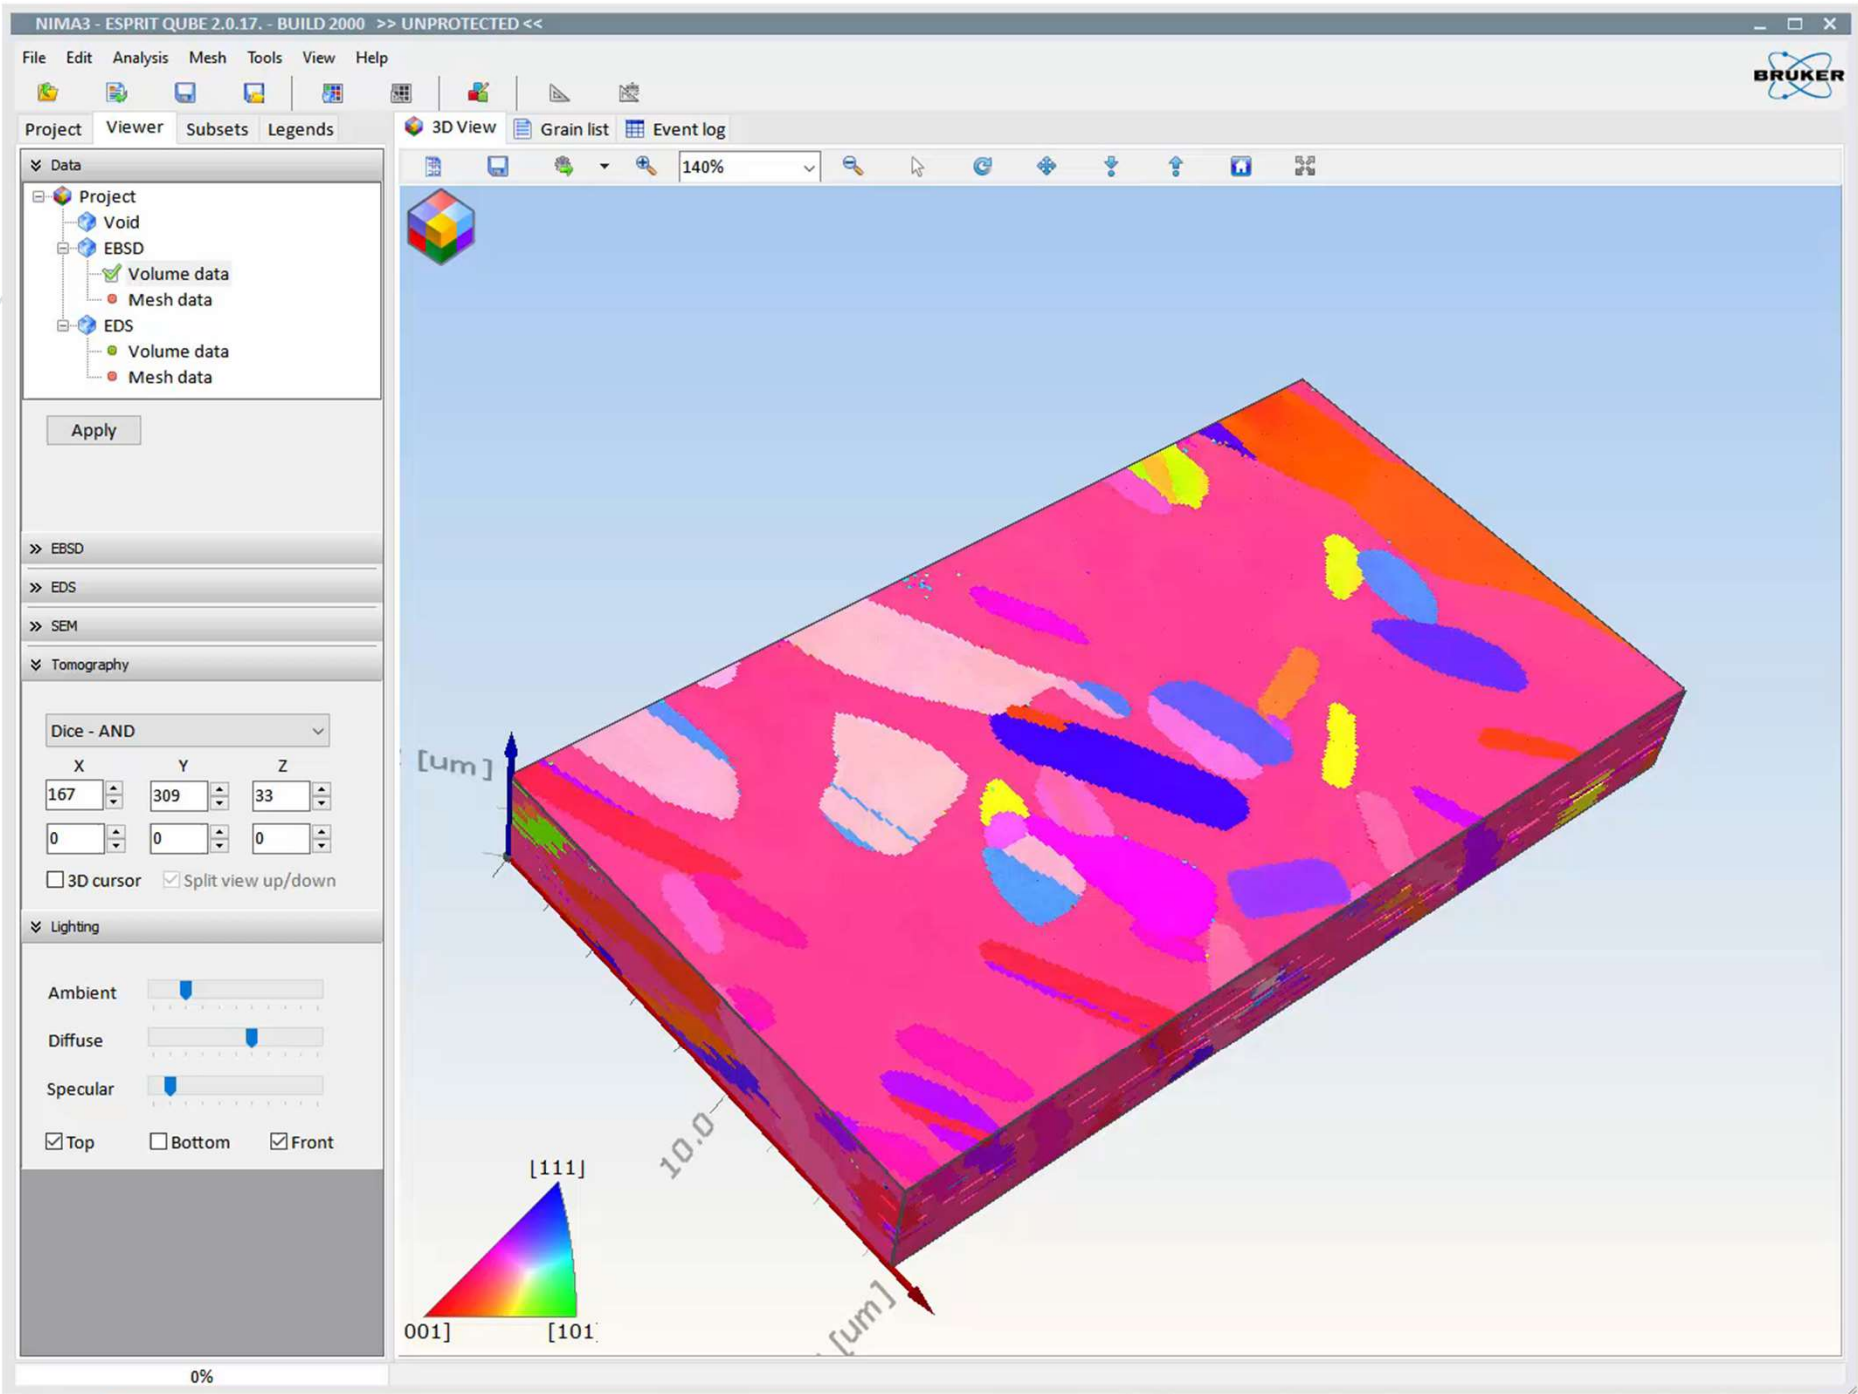 NIMA3 - ESPRIT QUBE 2.0.17. - BUILD 2000 >> UNPROTECTED <<
File Edit Analysis Mesh Tools View Help
BRUKER
Project Viewer Subsets Legends
3D View Grain list Event log
Data
140%
Project
Void
EBSD
Volume data
Mesh data
EDS
Volume data
Mesh data
Apply
EBSD
EDS
SEM
Tomography
Dice - AND
X Y Z
167 309 33
0 0 0
3D cursor Split view up/down
Lighting
Ambient
Diffuse
Specular
Top Bottom Front
[um]
10.0
[um]
[111]
001] [101
0%